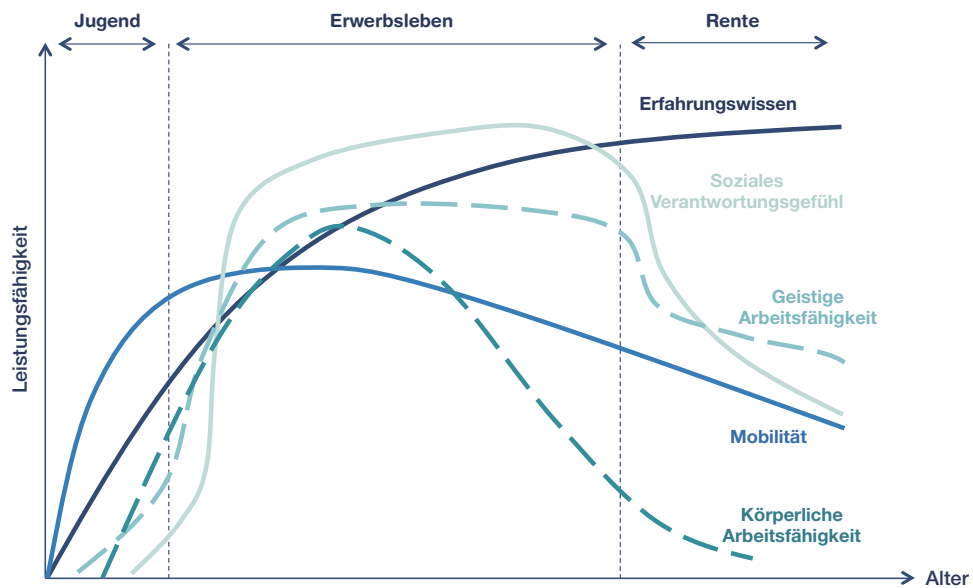 Jugend
Erwerbsleben
Rente
Erfahrungswissen
Soziales
Verantwortungsgefühl
Leistungsfähigkeit
Geistige
Arbeitsfähigkeit
Mobilität
Körperliche
Arbeitsfähigkeit
Alter